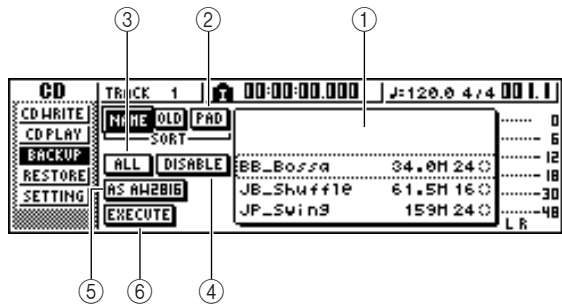 ③ ② ①
CD TRACK 1 00:00:00.000 ♩=120.0 4/4 001.1
CD WRITE NAME OLD PAD 0
CD PLAY SORT 6
BACKUP ALL DISABLE BB_Bossa 34.0M 24 12
RESTORE 18
SETTING AS AW2816 JB_Shuffle 61.5M 16 30
EXECUTE JP_Swing 159M 24 48
L R
⑤ ⑥ ④